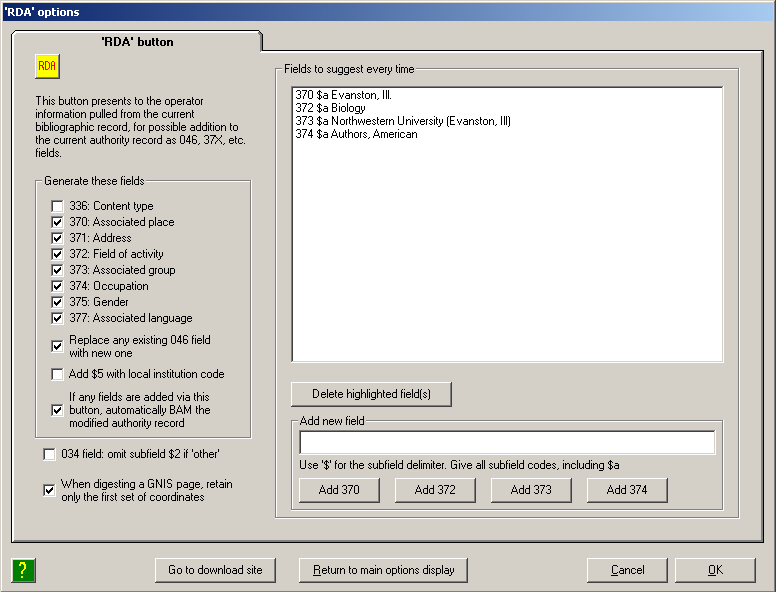 'RDA' options
'RDA' button
RDA
This button presents to the operator
information pulled from the current
bibliographic record, for possible addition to
the current authority record as 046, 37X, etc.
fields.
Generate these fields
336: Content type
370: Associated place
371: Address
372: Field of activity
373: Associated group
374: Occupation
375: Gender
377: Associated language
Replace any existing 046 field
with new one
Add $5 with local institution code
If any fields are added via this
button, automatically BAM the
modified authority record
034 field: omit subfield $2 if 'other'
When digesting a GNIS page, retain
only the first set of coordinates
Fields to suggest every time
370 $a Evanston, Ill.
372 $a Biology
373 $a Northwestern University (Evanston, Ill)
374 $a Authors, American
Delete highlighted field(s)
Add new field
Use '$' for the subfield delimiter. Give all subfield codes, including $a
Add 370
Add 372
Add 373
Add 374
?
Go to download site
Return to main options display
Cancel
OK